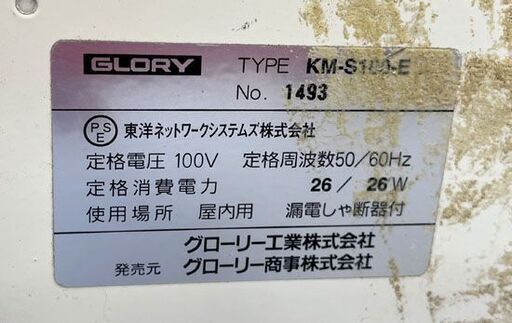 GLORY TYPE KM-S100-E
No. 1493
PSE 東洋ネットワークシステムズ株式会社
定格電圧 100V 定格周波数50/60Hz
定格消費電力 26/26W
使用場所 屋内用 漏電しゃ断器付
グローリー工業株式会社
発売元 グローリー商事株式会社